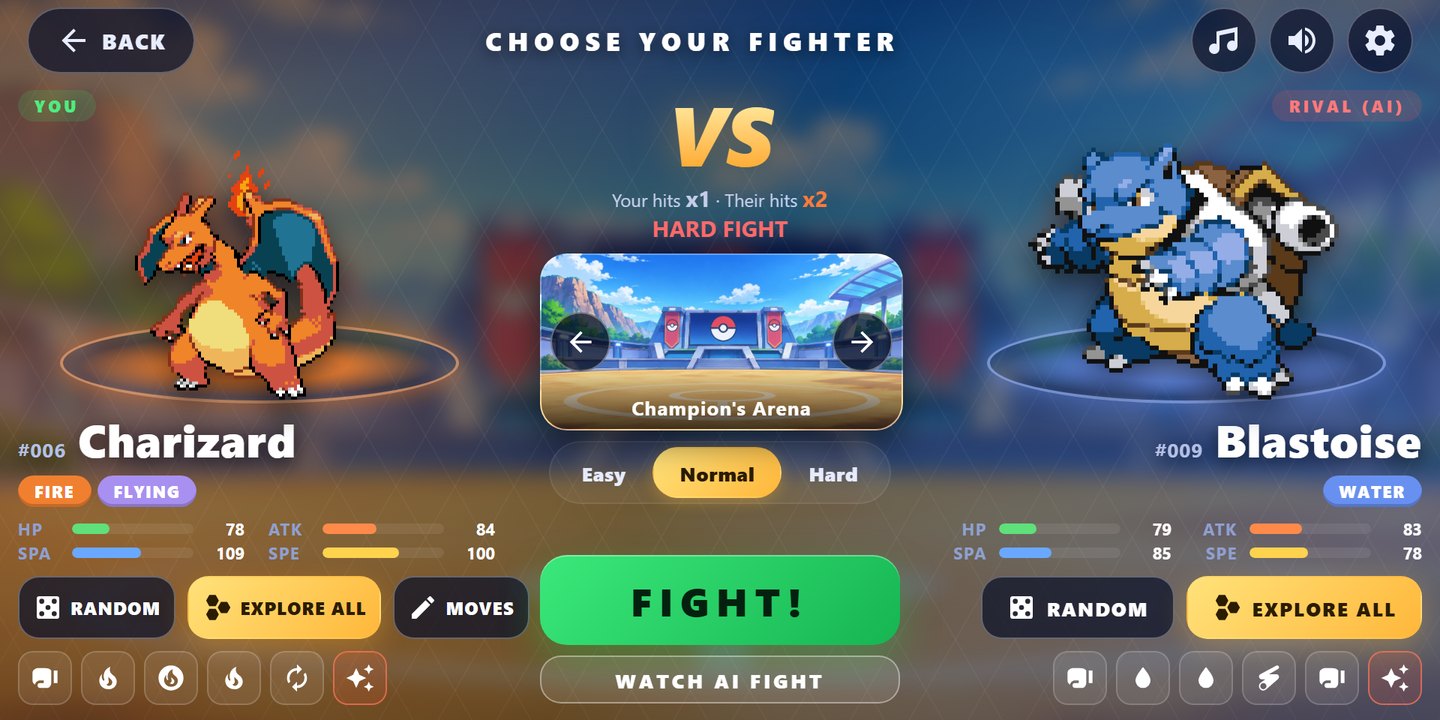 BACK
CHOOSE YOUR FIGHTER
YOU
RIVAL (AI)
VS
Your hits x1 · Their hits x2
HARD FIGHT
Champion's Arena
Easy Normal Hard
#006 Charizard
FIRE FLYING
HP 78 ATK 84
SPA 109 SPE 100
RANDOM EXPLORE ALL MOVES
FIGHT!
WATCH AI FIGHT
#009 Blastoise
WATER
HP 79 ATK 83
SPA 85 SPE 78
RANDOM EXPLORE ALL